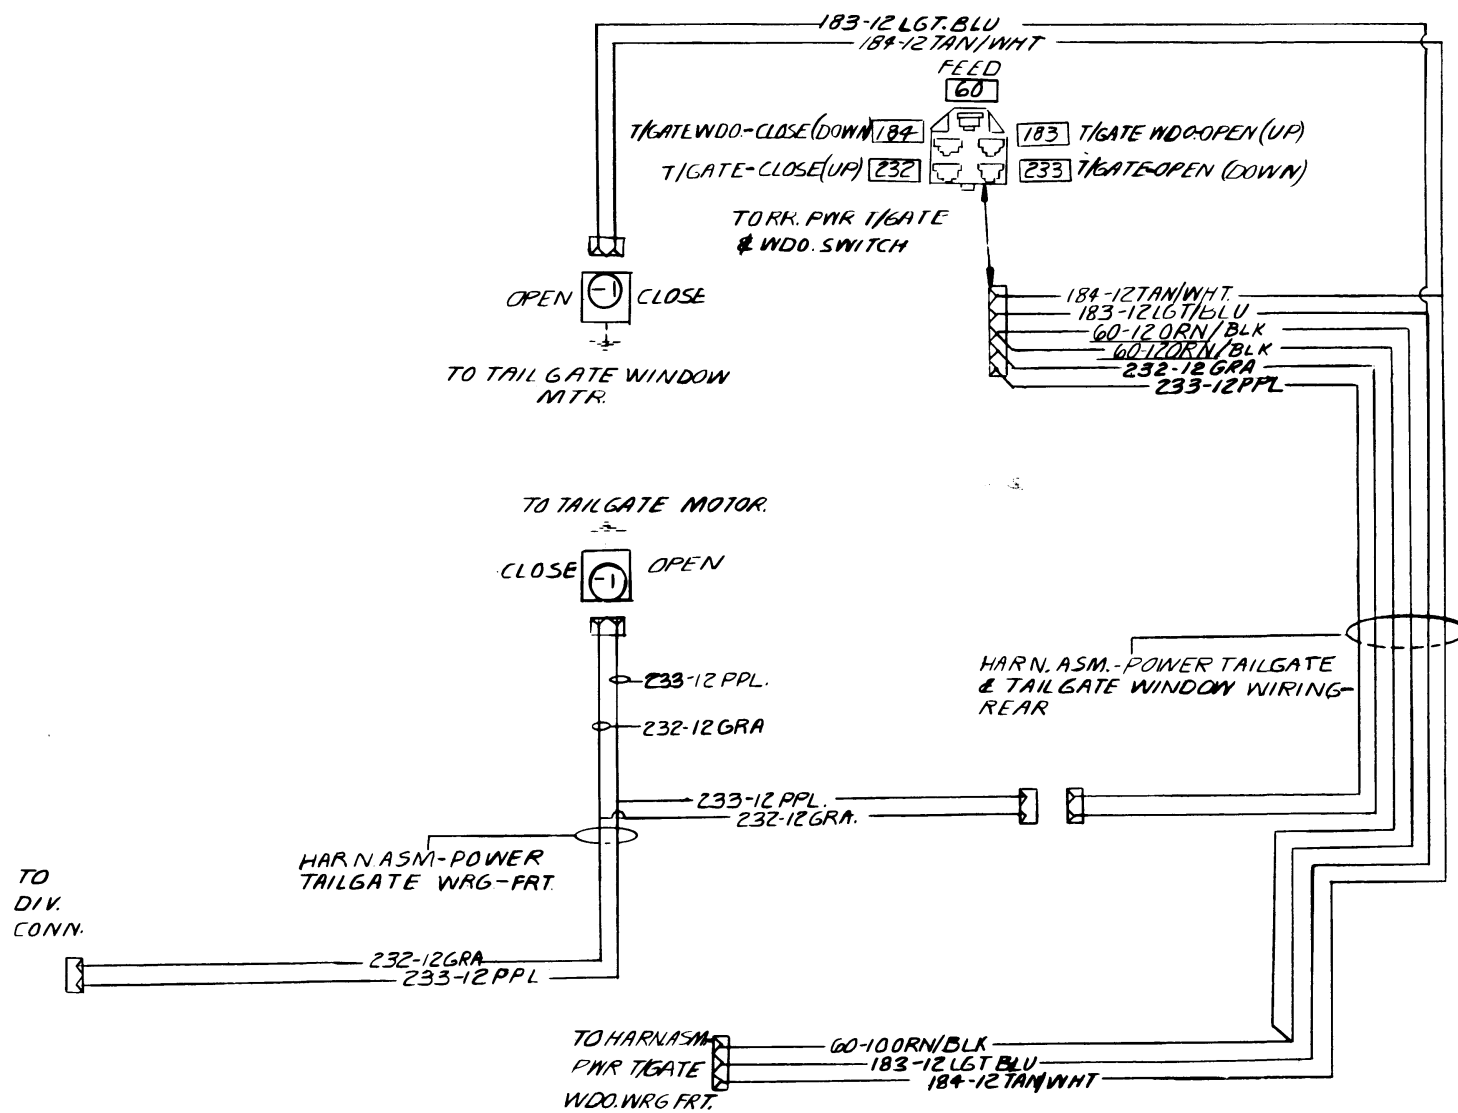 183-12 LGT. BLU
184-12 TAN/WHT
FEED
60
T/GATE WDO.-CLOSE(DOWN) 184
183 T/GATE WDO-OPEN(UP)
T/GATE-CLOSE(UP) 232
233 T/GATE-OPEN (DOWN)
TO RR. PWR T/GATE
& WDO. SWITCH
OPEN
CLOSE
TO TAILGATE WINDOW
MTR.
184-12 TAN/WHT.
183-12 LGT/BLU
60-12 ORN/BLK
60-12 ORN/BLK
232-12 GRA
233-12 PPL
TO TAILGATE MOTOR.
CLOSE
OPEN
233-12 PPL.
232-12 GRA
HARN. ASM.-POWER TAILGATE
& TAILGATE WINDOW WIRING-
REAR
233-12 PPL.
232-12 GRA.
HARN. ASM-POWER
TAILGATE WRG-FRT.
TO
DIV.
CONN.
232-12 GRA
233-12 PPL
TO HARN.ASM-
PWR T/GATE
WDO. WRG FRT.
60-10 ORN/BLK
183-12 LGT BLU
184-12 TAN/WHT